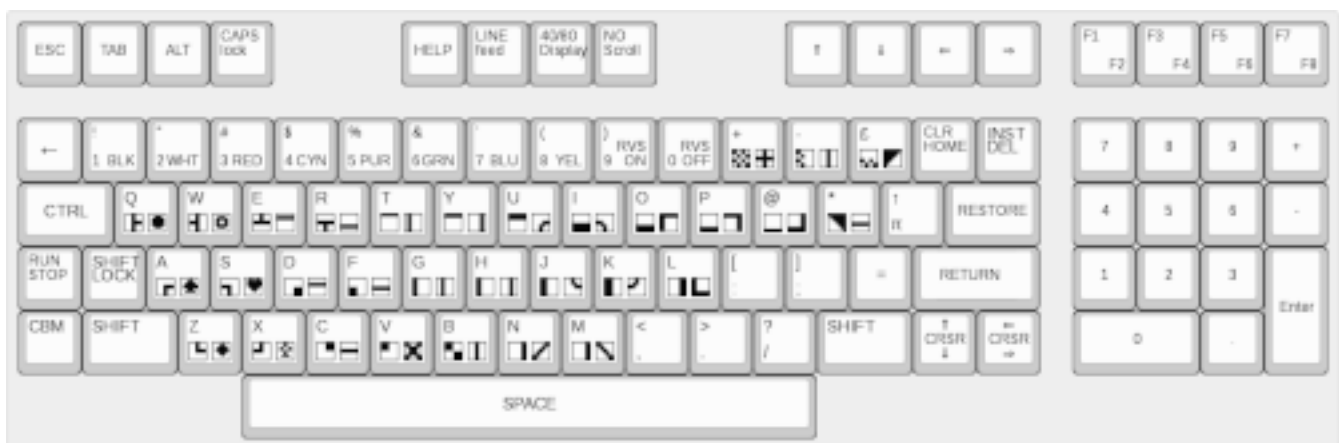 ESC TAB ALT CAPS HELP LINE 40/80 NO ↑ ↓ ← → F1 F3 F5 F7
lock feed Display Scroll F2 F4 F6 F8
← ! " # $ % & ' ( ) RVS RVS + - £ CLR INST 7 8 9 +
1 BLK 2 WHT 3 RED 4 CYN 5 PUR 6 GRN 7 BLU 8 YEL 9 ON 0 OFF HOME DEL
CTRL Q W E R T Y U I O P @ * ↑ RESTORE 4 5 6 -
π
RUN SHIFT A S D F G H J K L [ ] = RETURN 1 2 3
STOP LOCK : ;
Enter
CBM SHIFT Z X C V B N M < > ? SHIFT ↑ ← 0 .
, . / CRSR CRSR
↓ →
SPACE